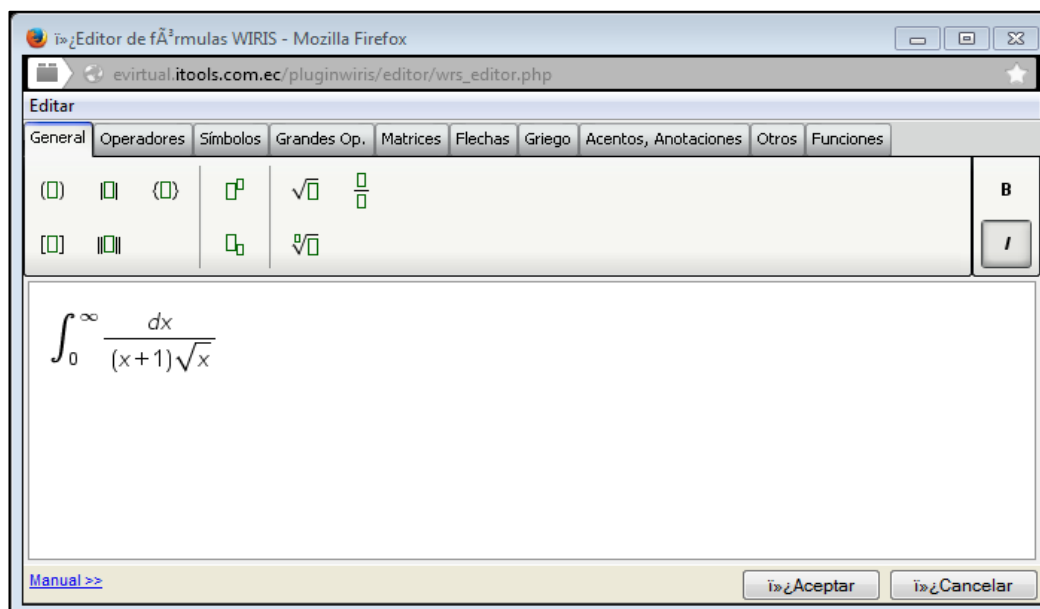 ï»¿Editor de fÃ³rmulas WIRIS - Mozilla Firefox
evirtual.itools.com.ec/pluginwiris/editor/wrs_editor.php
Editar
General Operadores Símbolos Grandes Op. Matrices Flechas Griego Acentos, Anotaciones Otros Funciones
B
I
∫₀^∞ dx / ((x+1)√x)
Manual >>
ï»¿Aceptar ï»¿Cancelar